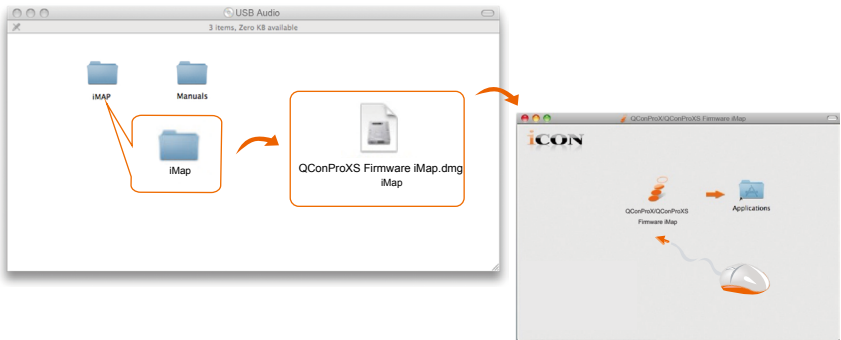 USB Audio
3 items, Zero KB available
iMAP
Manuals
iMap
QConProXS Firmware iMap.dmg
iMap
QConProX/QConProXS Firmware iMap
iCON
QConProX/QConProXS
Firmware iMap
Applications